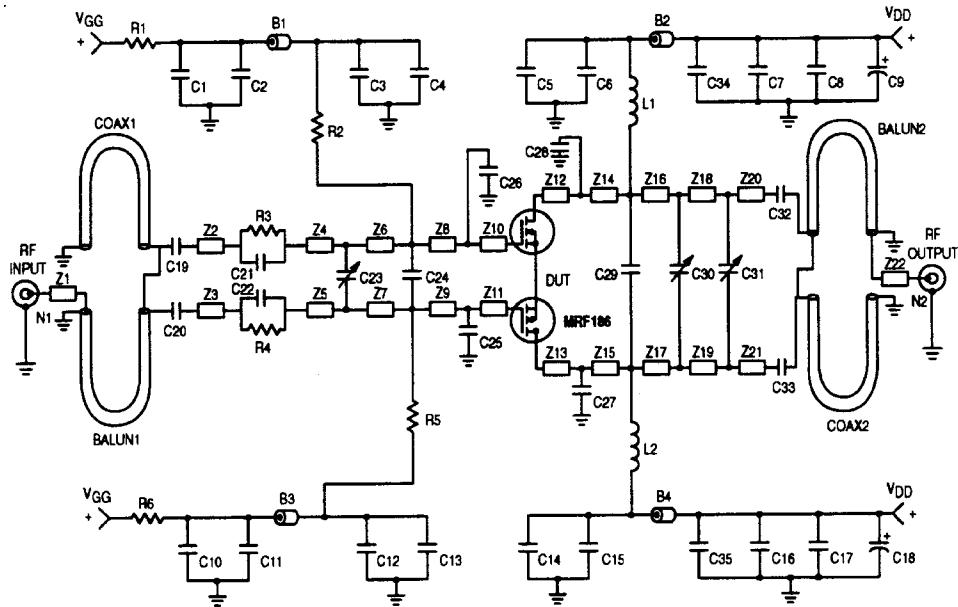 VGG
+
R1
B1
C1
C2
C3
C4
R2
B2
VDD
+
C5
C6
C34
C7
C8
+
C9
L1
COAX1
BALUN2
C28
C26
Z12
Z14
Z16
Z18
Z20
C32
RF
INPUT
Z1
N1
C19
Z2
R3
C21
Z4
Z6
Z8
Z10
C23
C24
DUT
C29
C30
C31
Z22
RF
OUTPUT
N2
C20
Z3
C22
R4
Z5
Z7
Z9
Z11
C25
MRF186
Z13
Z15
Z17
Z19
Z21
C33
C27
BALUN1
COAX2
R5
L2
VGG
+
R6
B3
C10
C11
C12
C13
B4
VDD
+
C14
C15
C35
C16
C17
+
C18